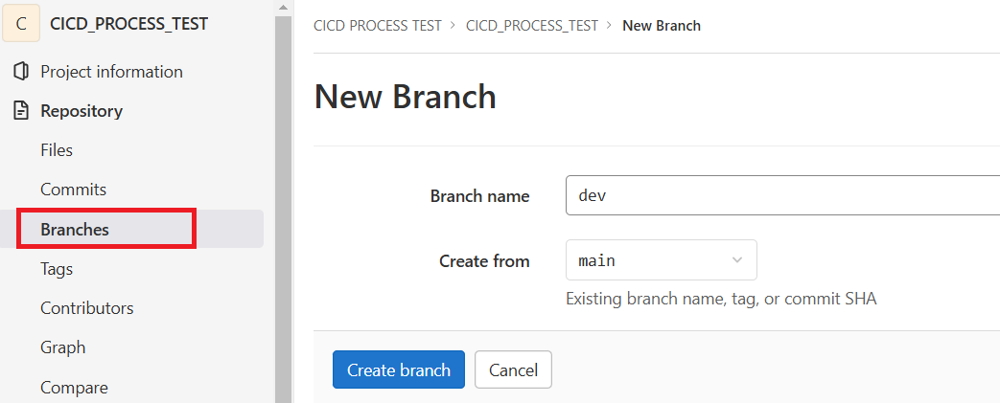 C CICD_PROCESS_TEST
Project information
Repository
Files
Commits
Branches
Tags
Contributors
Graph
Compare
CICD PROCESS TEST > CICD_PROCESS_TEST > New Branch
New Branch
Branch name dev
Create from main
Existing branch name, tag, or commit SHA
Create branch Cancel